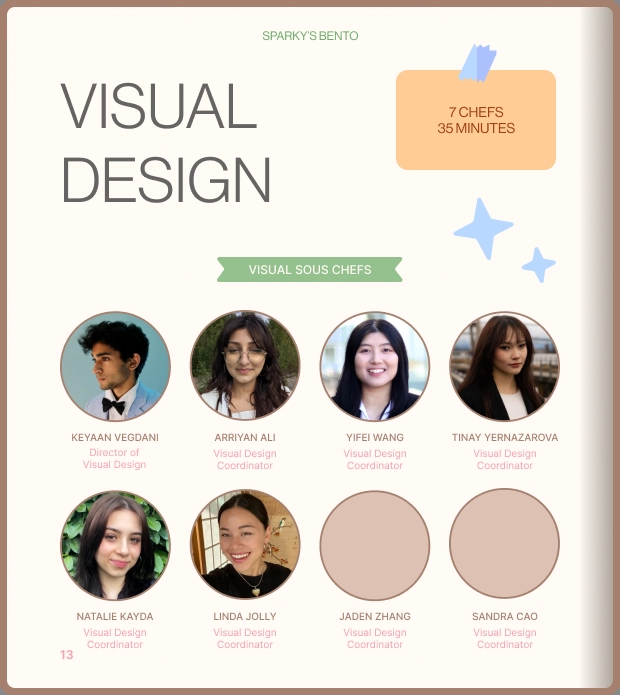 SPARKY'S BENTO
VISUAL
DESIGN
7 CHEFS
35 MINUTES
VISUAL SOUS CHEFS
KEYAAN VEGDANI
Director of
Visual Design
ARRIYAN ALI
Visual Design
Coordinator
YIFEI WANG
Visual Design
Coordinator
TINAY YERNAZAROVA
Visual Design
Coordinator
NATALIE KAYDA
Visual Design
Coordinator
LINDA JOLLY
Visual Design
Coordinator
JADEN ZHANG
Visual Design
Coordinator
SANDRA CAO
Visual Design
Coordinator
13